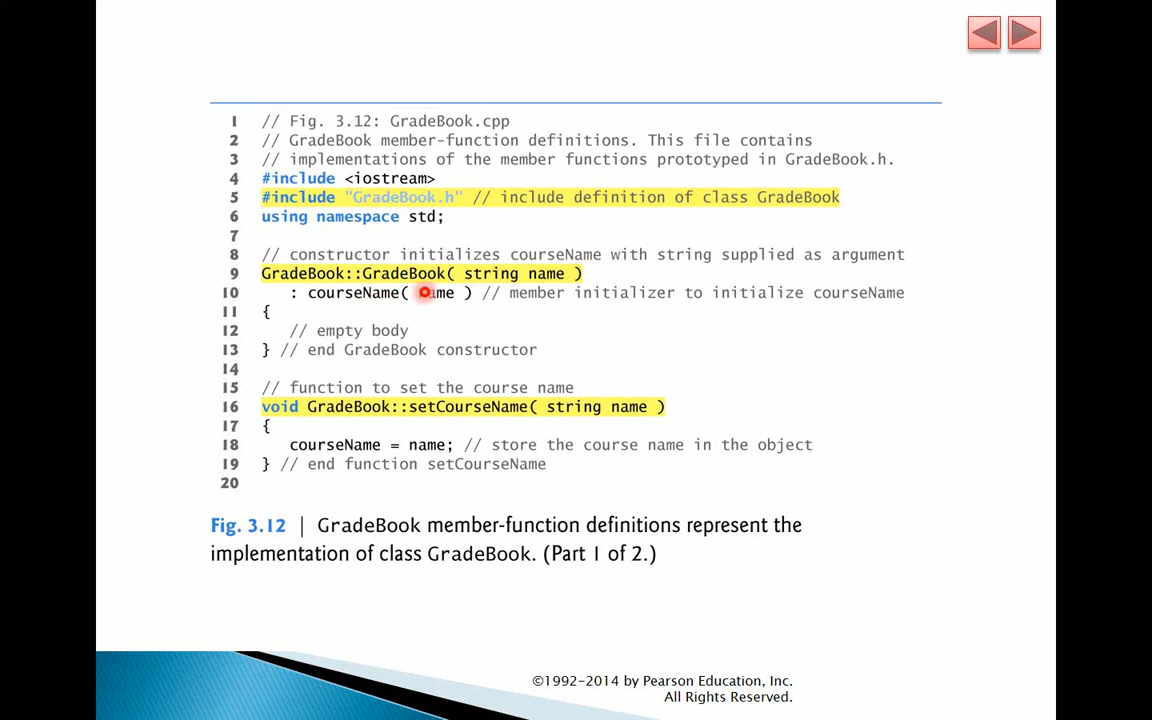 1 // Fig. 3.12: GradeBook.cpp
2 // GradeBook member-function definitions. This file contains
3 // implementations of the member functions prototyped in GradeBook.h.
4 #include <iostream>
5 #include "GradeBook.h" // include definition of class GradeBook
6 using namespace std;
7
8 // constructor initializes courseName with string supplied as argument
9 GradeBook::GradeBook( string name )
10 : courseName( name ) // member initializer to initialize courseName
11 {
12 // empty body
13 } // end GradeBook constructor
14
15 // function to set the course name
16 void GradeBook::setCourseName( string name )
17 {
18 courseName = name; // store the course name in the object
19 } // end function setCourseName
20
Fig. 3.12 | GradeBook member-function definitions represent the
implementation of class GradeBook. (Part 1 of 2.)
©1992-2014 by Pearson Education, Inc.
All Rights Reserved.